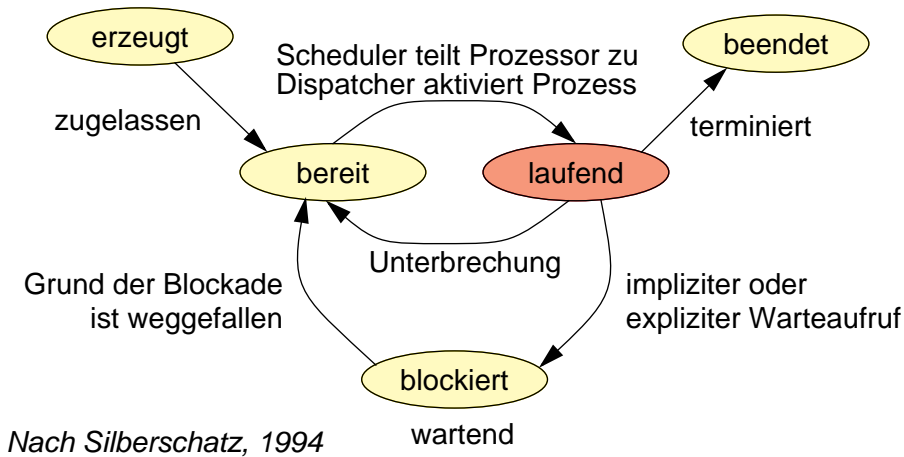 erzeugt
Scheduler teilt Prozessor zu
Dispatcher aktiviert Prozess
beendet
zugelassen
terminiert
bereit
laufend
Unterbrechung
Grund der Blockade
ist weggefallen
impliziter oder
expliziter Warteaufruf
blockiert
wartend
Nach Silberschatz, 1994